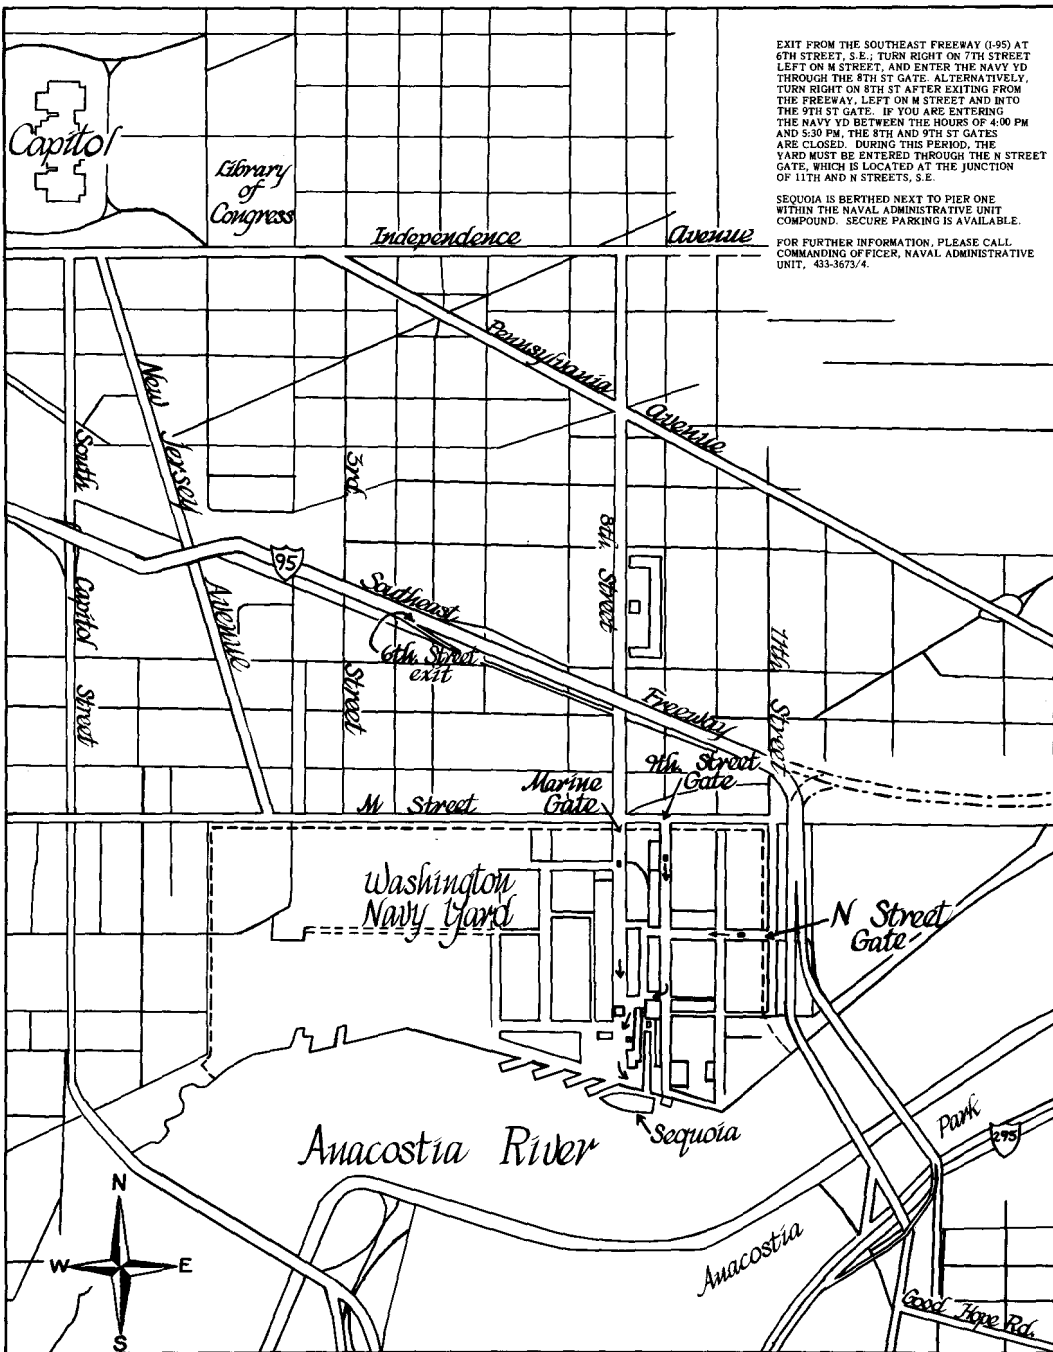 EXIT FROM THE SOUTHEAST FREEWAY (I-95) AT
6TH STREET, S.E.; TURN RIGHT ON 7TH STREET
LEFT ON M STREET, AND ENTER THE NAVY YD
THROUGH THE 8TH ST GATE. ALTERNATIVELY,
TURN RIGHT ON 8TH ST AFTER EXITING FROM
THE FREEWAY, LEFT ON M STREET AND INTO
THE 9TH ST GATE. IF YOU ARE ENTERING
THE NAVY YD BETWEEN THE HOURS OF 4:00 PM
AND 5:30 PM, THE 8TH AND 9TH ST GATES
ARE CLOSED. DURING THIS PERIOD, THE
YARD MUST BE ENTERED THROUGH THE N STREET
GATE, WHICH IS LOCATED AT THE JUNCTION
OF 11TH AND N STREETS, S.E.
SEQUOIA IS BERTHED NEXT TO PIER ONE
WITHIN THE NAVAL ADMINISTRATIVE UNIT
COMPOUND. SECURE PARKING IS AVAILABLE.
FOR FURTHER INFORMATION, PLEASE CALL
COMMANDING OFFICER, NAVAL ADMINISTRATIVE
UNIT, 433-3673/4.
Capitol
Library
of
Congress
Independence Avenue
Pennsylvania Avenue
New Jersey Avenue
South Capitol Street
3rd Street
8th Street
11th Street
95
Southeast Freeway
6th Street
exit
9th Street
Gate
Marine
Gate
M Street
Washington
Navy Yard
N Street
Gate
Anacostia River
Sequoia
Anacostia Park
295
Good Hope Rd.
N
W E
S